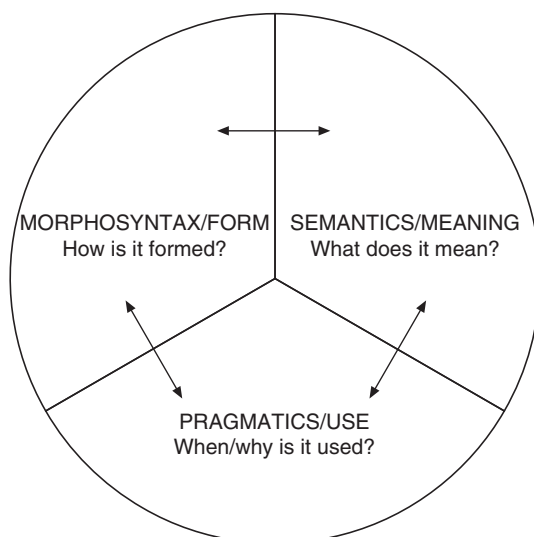 MORPHOSYNTAX/FORM
How is it formed?
SEMANTICS/MEANING
What does it mean?
PRAGMATICS/USE
When/why is it used?